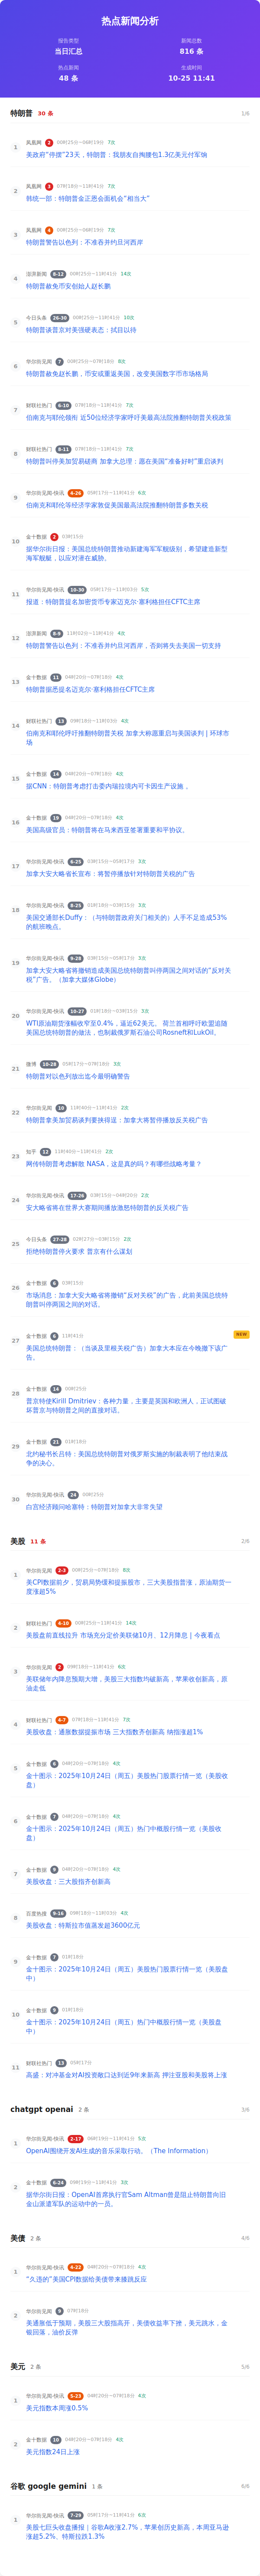 热点新闻分析
报告类型
当日汇总
新闻总数
816 条
热点新闻
48 条
生成时间
10-25 11:41
特朗普 30 条 1/6
1
凤凰网 2 00时25分~06时19分 7次
美政府“停摆”23天，特朗普：我朋友自掏腰包1.3亿美元付军饷
2
凤凰网 3 07时18分~11时41分 7次
韩统一部：特朗普金正恩会面机会“相当大”
3
凤凰网 4 00时25分~06时19分 7次
特朗普警告以色列：不准吞并约旦河西岸
4
澎湃新闻 8-12 00时25分~11时41分 14次
特朗普赦免币安创始人赵长鹏
5
今日头条 26-30 00时25分~11时41分 10次
特朗普谈普京对美强硬表态：拭目以待
6
华尔街见闻 7 00时25分~07时18分 8次
特朗普赦免赵长鹏，币安或重返美国，改变美国数字币市场格局
7
财联社热门 6-10 07时18分~11时41分 7次
伯南克与耶伦领衔 近50位经济学家呼吁美最高法院推翻特朗普关税政策
8
财联社热门 8-11 07时18分~11时41分 7次
特朗普叫停美加贸易磋商 加拿大总理：愿在美国“准备好时”重启谈判
9
华尔街见闻-快讯 4-26 05时17分~11时41分 6次
伯南克和耶伦等经济学家敦促美国最高法院推翻特朗普多数关税
10
金十数据 2 03时15分
据华尔街日报：美国总统特朗普推动新建海军军舰级别，希望建造新型
海军舰艇，以应对潜在威胁。
11
华尔街见闻-快讯 10-30 06时17分~11时03分 5次
报道：特朗普提名加密货币专家迈克尔·塞利格担任CFTC主席
12
澎湃新闻 8-9 11时02分~11时41分 4次
特朗普警告以色列：不准吞并约旦河西岸，否则将失去美国一切支持
13
金十数据 11 04时20分~07时18分 4次
特朗普据悉提名迈克尔·塞利格担任CFTC主席
14
财联社热门 13 09时18分~11时03分 4次
伯南克和耶伦呼吁推翻特朗普关税 加拿大称愿重启与美国谈判 | 环球市
场
15
金十数据 14 04时20分~07时18分 4次
据CNN：特朗普考虑打击委内瑞拉境内可卡因生产设施 。
16
金十数据 19 04时20分~07时18分 4次
美国高级官员：特朗普将在马来西亚签署重要和平协议。
17
华尔街见闻-快讯 6-25 03时15分~05时17分 3次
加拿大安大略省长宣布：将暂停播放针对特朗普关税的广告
18
华尔街见闻-快讯 8-25 01时18分~03时15分 3次
美国交通部长Duffy：（与特朗普政府关门相关的）人手不足造成53%
的航班晚点。
19
华尔街见闻-快讯 9-28 03时15分~05时17分 3次
加拿大安大略省将撤销造成美国总统特朗普叫停两国之间对话的“反对关
税”广告。（加拿大媒体Globe）
20
华尔街见闻-快讯 10-27 01时18分~03时15分 3次
WTI原油期货涨幅收窄至0.4%，逼近62美元。 荷兰首相呼吁欧盟追随
美国总统特朗普的做法，也制裁俄罗斯石油公司Rosneft和LukOil。
21
微博 10-28 05时17分~07时18分 3次
特朗普对以色列放出迄今最明确警告
22
华尔街见闻 10 11时40分~11时41分 2次
特朗普拿美加贸易谈判要挟得逞：加拿大将暂停播放反关税广告
23
知乎 12 11时40分~11时41分 2次
网传特朗普考虑解散 NASA，这是真的吗？有哪些战略考量？
24
华尔街见闻-快讯 17-26 03时15分~04时20分 2次
安大略省将在世界大赛期间播放激怒特朗普的反关税广告
25
今日头条 27-28 02时27分~03时15分 2次
拒绝特朗普停火要求 普京有什么谋划
26
金十数据 6 03时15分
市场消息：加拿大安大略省将撤销“反对关税”的广告，此前美国总统特
朗普叫停两国之间的对话。
27
金十数据 6 11时41分 NEW
美国总统特朗普：（当谈及里根关税广告）加拿大本应在今晚撤下该广
告。
28
金十数据 14 00时25分
普京特使Kirill Dmitriev：各种力量，主要是英国和欧洲人，正试图破
坏普京与特朗普之间的直接对话。
29
金十数据 21 01时18分
北约秘书长吕特：美国总统特朗普对俄罗斯实施的制裁表明了他结束战
争的决心。
30
华尔街见闻-快讯 24 00时25分
白宫经济顾问哈塞特：特朗普对加拿大非常失望
美股 11 条 2/6
1
华尔街见闻 2-3 00时25分~07时18分 8次
美CPI数据前夕，贸易局势缓和提振股市，三大美股指普涨，原油期货一
度涨超5%
2
财联社热门 4-10 00时25分~11时41分 14次
美股盘前直线拉升 市场充分定价美联储10月、12月降息 | 今夜看点
3
华尔街见闻 2 09时18分~11时41分 6次
美联储年内降息预期大增，美股三大指数均破新高，苹果收创新高，原
油走低
4
财联社热门 4-7 07时18分~11时41分 7次
美股收盘：通胀数据提振市场 三大指数齐创新高 纳指涨超1%
5
金十数据 6 04时20分~07时18分 4次
金十图示：2025年10月24日（周五）美股热门股票行情一览（美股收
盘）
6
金十数据 7 04时20分~07时18分 4次
金十图示：2025年10月24日（周五）热门中概股行情一览（美股收
盘）
7
金十数据 9 04时20分~07时18分 4次
美股收盘：三大股指齐创新高
8
百度热搜 9-16 09时18分~11时03分 4次
美股收盘：特斯拉市值蒸发超3600亿元
9
金十数据 7 01时18分
金十图示：2025年10月24日（周五）美股热门股票行情一览（美股盘
中）
10
金十数据 9 01时18分
金十图示：2025年10月24日（周五）热门中概股行情一览（美股盘
中）
11
财联社热门 13 05时17分
高盛：对冲基金对AI投资敞口达到近9年来新高 押注亚股和美股将上涨
chatgpt openai 2 条 3/6
1
华尔街见闻-快讯 2-17 06时19分~11时41分 5次
OpenAI围绕开发AI生成的音乐采取行动。（The Information）
2
金十数据 6-24 09时19分~11时41分 3次
据华尔街日报：OpenAI首席执行官Sam Altman曾是阻止特朗普向旧
金山派遣军队的运动中的一员。
美债 2 条 4/6
1
华尔街见闻-快讯 4-22 04时20分~07时18分 4次
“久违的”美国CPI数据给美债带来膝跳反应
2
华尔街见闻 9 07时18分
美通胀低于预期，美股三大股指高开，美债收益率下挫，美元跳水，金
银回落，油价反弹
美元 2 条 5/6
1
华尔街见闻-快讯 5-23 04时20分~07时18分 4次
美元指数本周涨0.5%
2
金十数据 10 04时20分~07时18分 4次
美元指数24日上涨
谷歌 google gemini 1 条 6/6
1
华尔街见闻-快讯 7-29 05时17分~11时41分 6次
美股七巨头收盘播报｜谷歌A收涨2.7%，苹果创历史新高，本周亚马逊
涨超5.2%、特斯拉跌1.3%